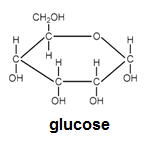 CH₂OH
H C O H
H
C C
OH H H OH
C C
OH OH
glucose